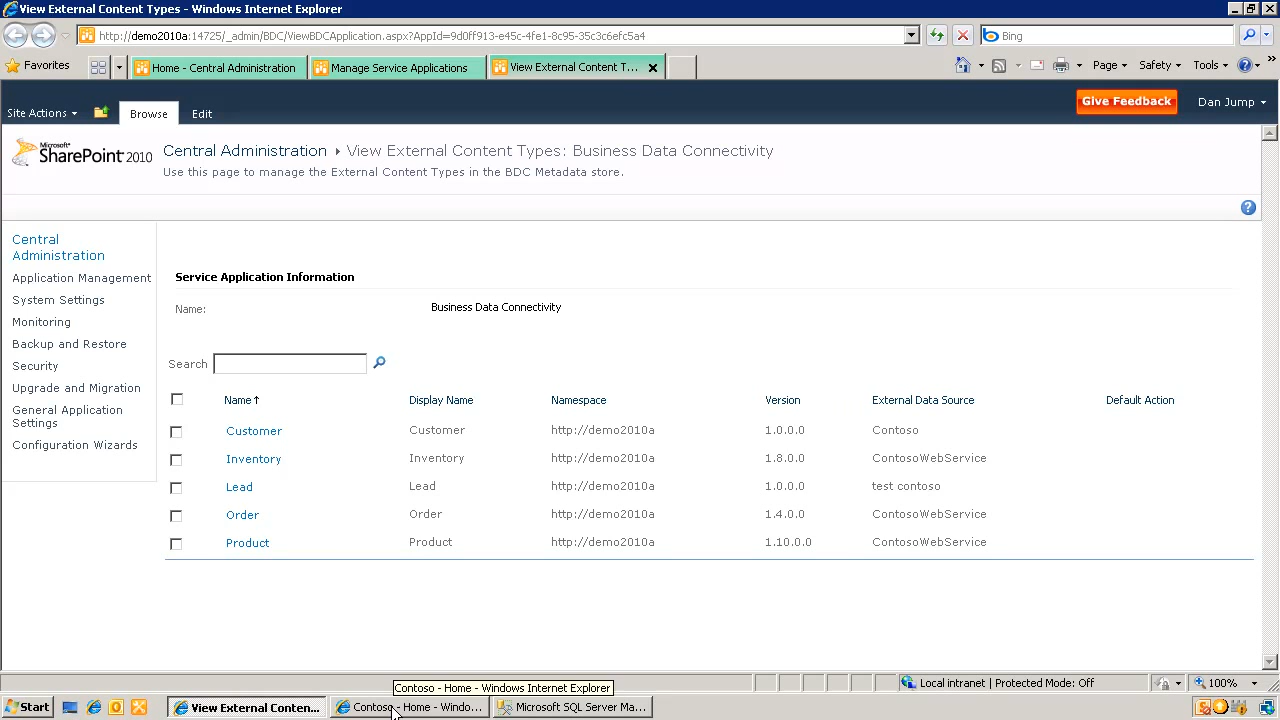 View External Content Types - Windows Internet Explorer
http://demo2010a:14725/_admin/BDC/ViewBDCApplication.aspx?AppId=9d0ff913-e45c-4fe1-8c95-35c3c6efc5a4
Bing
Favorites
Home - Central Administration
Manage Service Applications
View External Content T...
Page
Safety
Tools
Site Actions
Browse
Edit
Give Feedback
Dan Jump
Microsoft
SharePoint 2010
Central Administration View External Content Types: Business Data Connectivity
Use this page to manage the External Content Types in the BDC Metadata store.
Central
Administration
Application Management
System Settings
Monitoring
Backup and Restore
Security
Upgrade and Migration
General Application
Settings
Configuration Wizards
Service Application Information
Name: Business Data Connectivity
Search
Name Display Name Namespace Version External Data Source Default Action
Customer Customer http://demo2010a 1.0.0.0 Contoso
Inventory Inventory http://demo2010a 1.8.0.0 ContosoWebService
Lead Lead http://demo2010a 1.0.0.0 test contoso
Order Order http://demo2010a 1.4.0.0 ContosoWebService
Product Product http://demo2010a 1.10.0.0 ContosoWebService
Contoso - Home - Windows Internet Explorer
Local intranet | Protected Mode: Off
100%
Start
View External Conten...
Contoso - Home - Windo...
Microsoft SQL Server Ma...